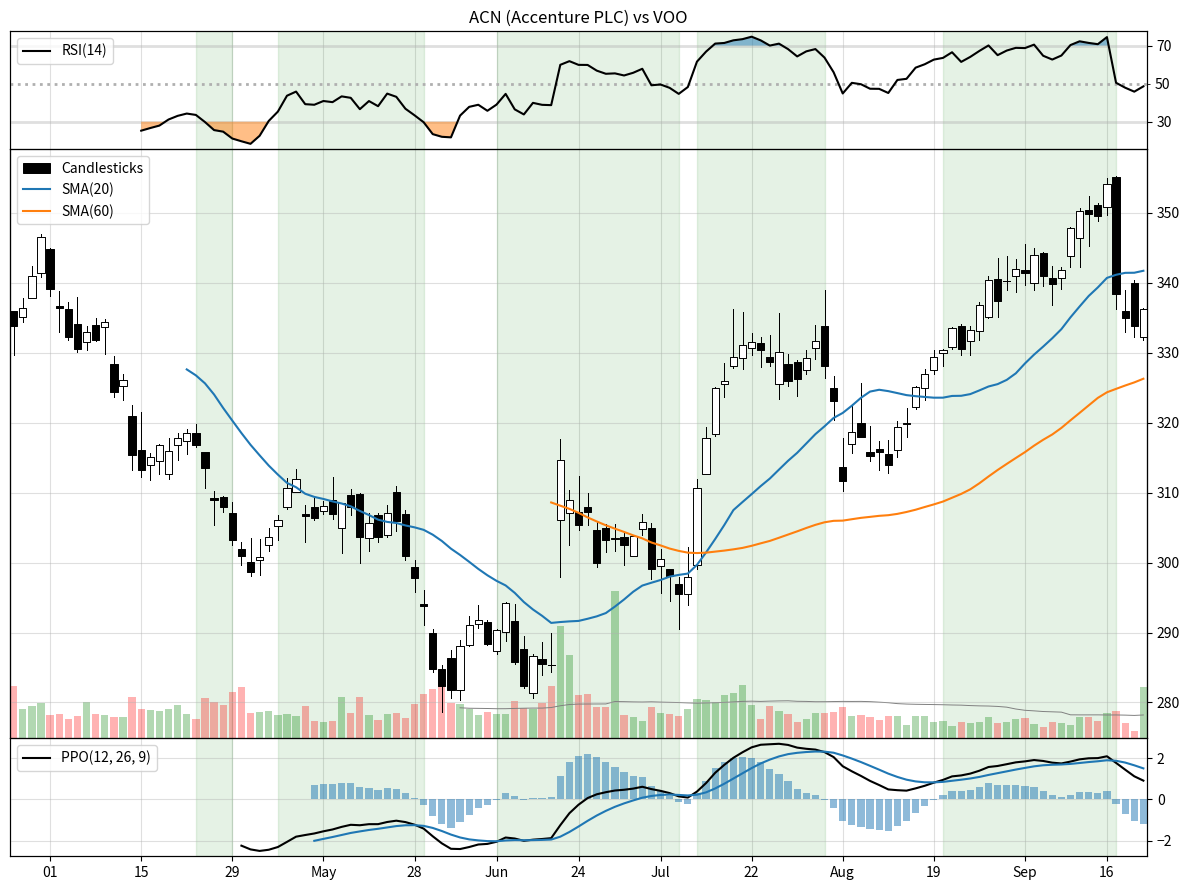 ACN (Accenture PLC) vs VOO
RSI(14)
70
50
30
Candlesticks
SMA(20)
SMA(60)
350
340
330
320
310
300
290
280
PPO(12, 26, 9)
2
0
−2
01 15 29 May 28 Jun 24 Jul 22 Aug 19 Sep 16